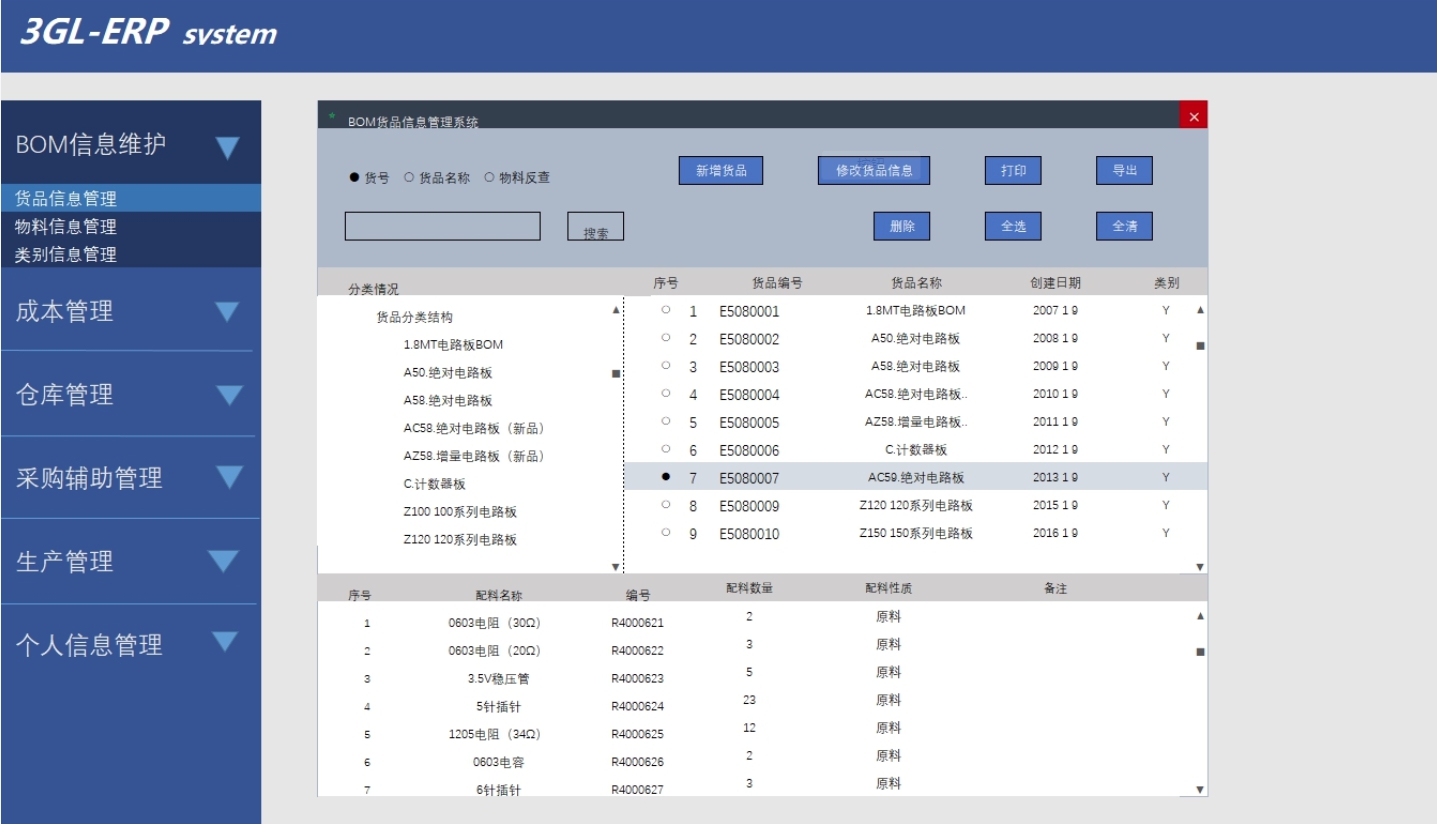 3GL-ERP system
BOM信息维护
货品信息管理
物料信息管理
类别信息管理
成本管理
仓库管理
采购辅助管理
生产管理
个人信息管理
BOM货品信息管理系统
货号 货品名称 物料反查
新增货品 修改货品信息 打印 导出
搜索 删除 全选 全清
分类情况
货品分类结构
1.8MT电路板BOM
A50.绝对电路板
A58.绝对电路板
AC58.绝对电路板（新品）
AZ58.增量电路板（新品）
C.计数器板
Z100 100系列电路板
Z120 120系列电路板
序号 货品编号 货品名称 创建日期 类别
1 E5080001 1.8MT电路板BOM 2007 1 9 Y
2 E5080002 A50.绝对电路板 2008 1 9 Y
3 E5080003 A58.绝对电路板 2009 1 9 Y
4 E5080004 AC58.绝对电路板.. 2010 1 9 Y
5 E5080005 AZ58.增量电路板.. 2011 1 9 Y
6 E5080006 C.计数器板 2012 1 9 Y
7 E5080007 AC59.绝对电路板 2013 1 9 Y
8 E5080009 Z120 120系列电路板 2015 1 9 Y
9 E5080010 Z150 150系列电路板 2016 1 9 Y
序号 配料名称 编号 配料数量 配料性质 备注
1 0603电阻（30Ω） R4000621 2 原料
2 0603电阻（20Ω） R4000622 3 原料
3 3.5V稳压管 R4000623 5 原料
4 5针插针 R4000624 23 原料
5 1205电阻（34Ω） R4000625 12 原料
6 0603电容 R4000626 2 原料
7 6针插针 R4000627 3 原料